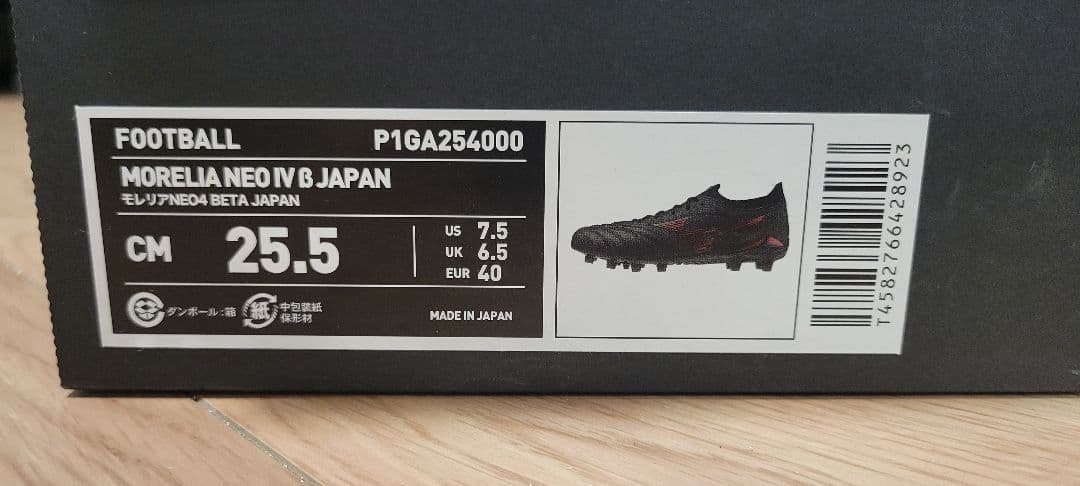 FOOTBALL P1GA254000
MORELIA NEO IV β JAPAN
モレリアNEO4 BETA JAPAN
CM 25.5
US 7.5
UK 6.5
EUR 40
ダンボール:箱
紙 中包装紙
保形材
MADE IN JAPAN
T4582766428923